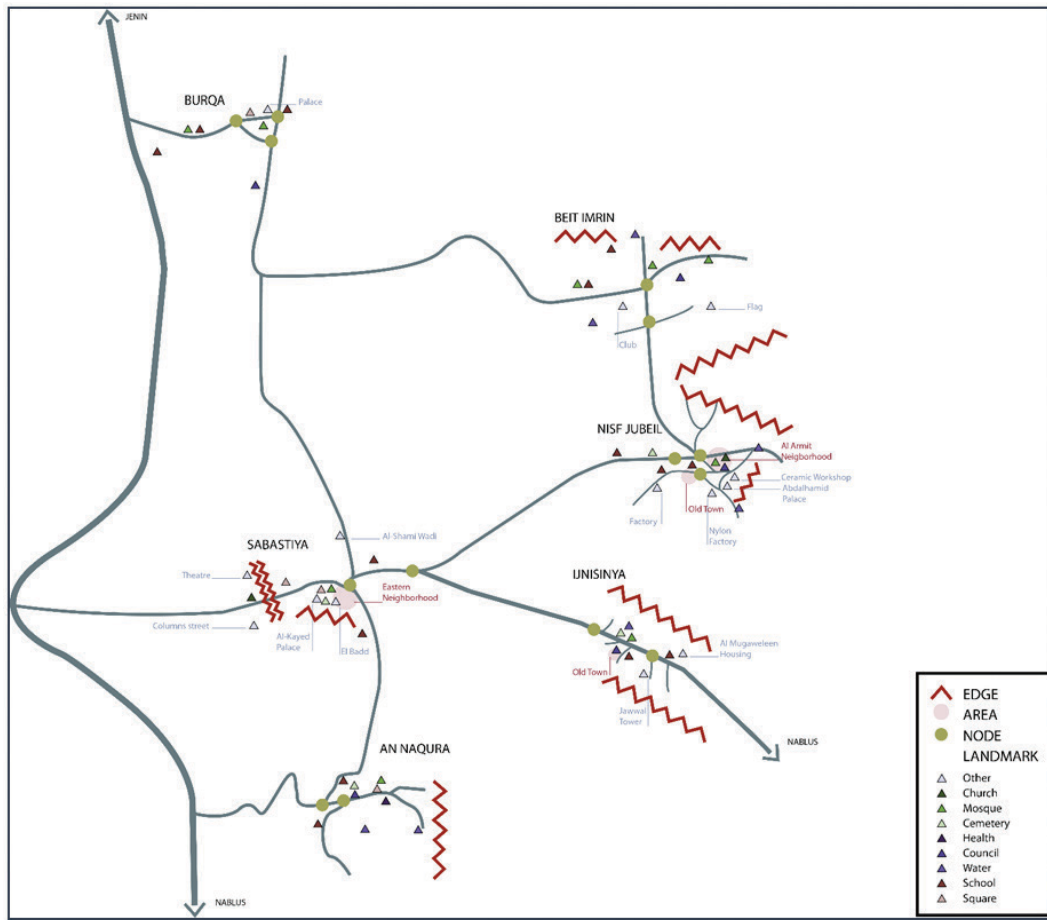 JENIN
BURQA
Palace
BEIT IMRIN
Flag
Club
NISF JUBEIL
Al Armit
Neigborhood
Ceramic Workshop
Abdalhamid
Palace
Factory
Old Town
Nylon
Factory
Al-Shami Wadi
SABASTIYA
Theatre
Eastern
Neighborhood
Columns street
Al-Kayed
Palace
El Badd
IJNISINYA
Al Mugaweleen
Housing
Old Town
Jawwal
Tower
NABLUS
AN NAQURA
NABLUS
EDGE
AREA
NODE
LANDMARK
Other
Church
Mosque
Cemetery
Health
Council
Water
School
Square